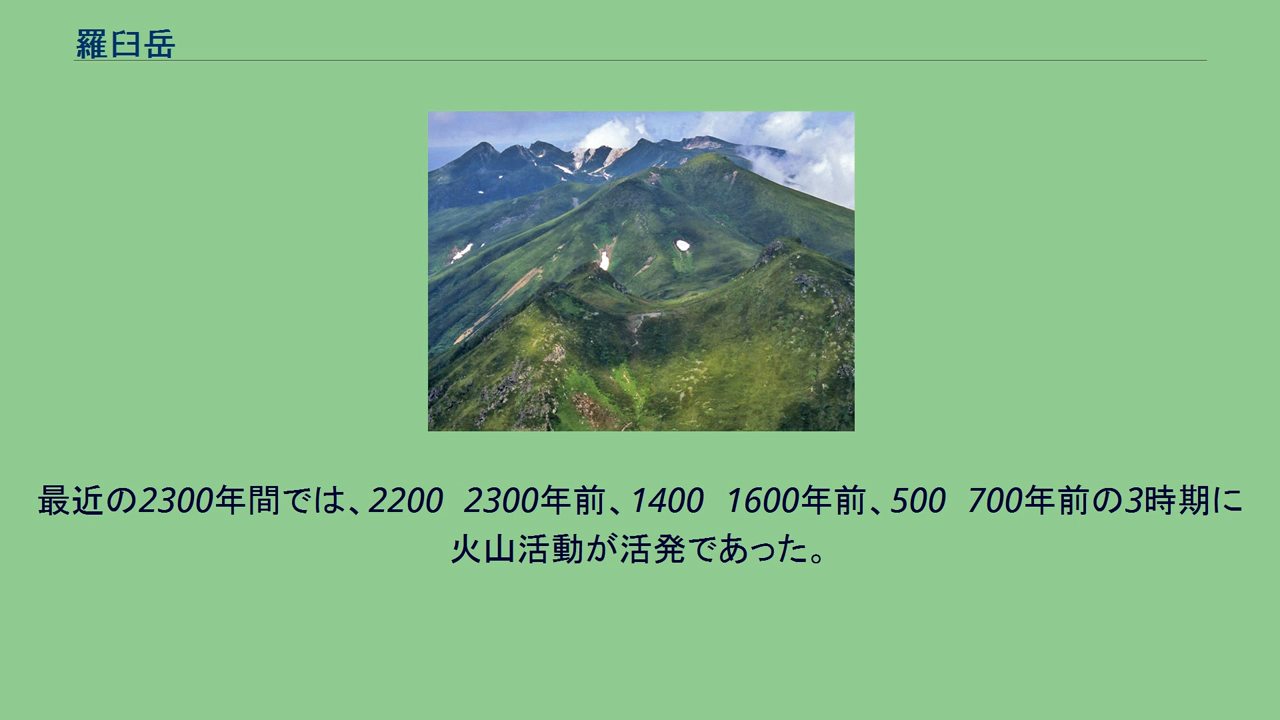 羅臼岳
最近の2300年間では、2200 2300年前、1400 1600年前、500 700年前の3時期に
火山活動が活発であった。